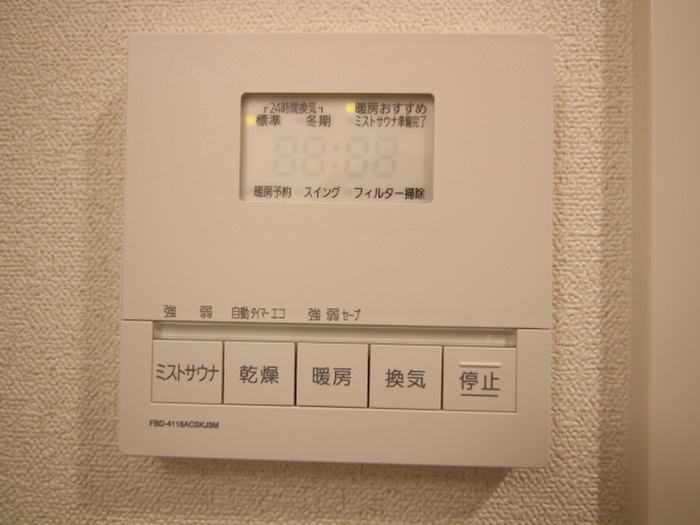 ┌24時間換気┐ 暖房おすすめ
標準 冬期 ミストサウナ準備完了
88:88
暖房予約 スイング フィルター掃除
強 弱 自動 タイマー エコ 強 弱 セーブ
ミストサウナ 乾燥 暖房 換気 停止
FBD-4116ACSKJ3M